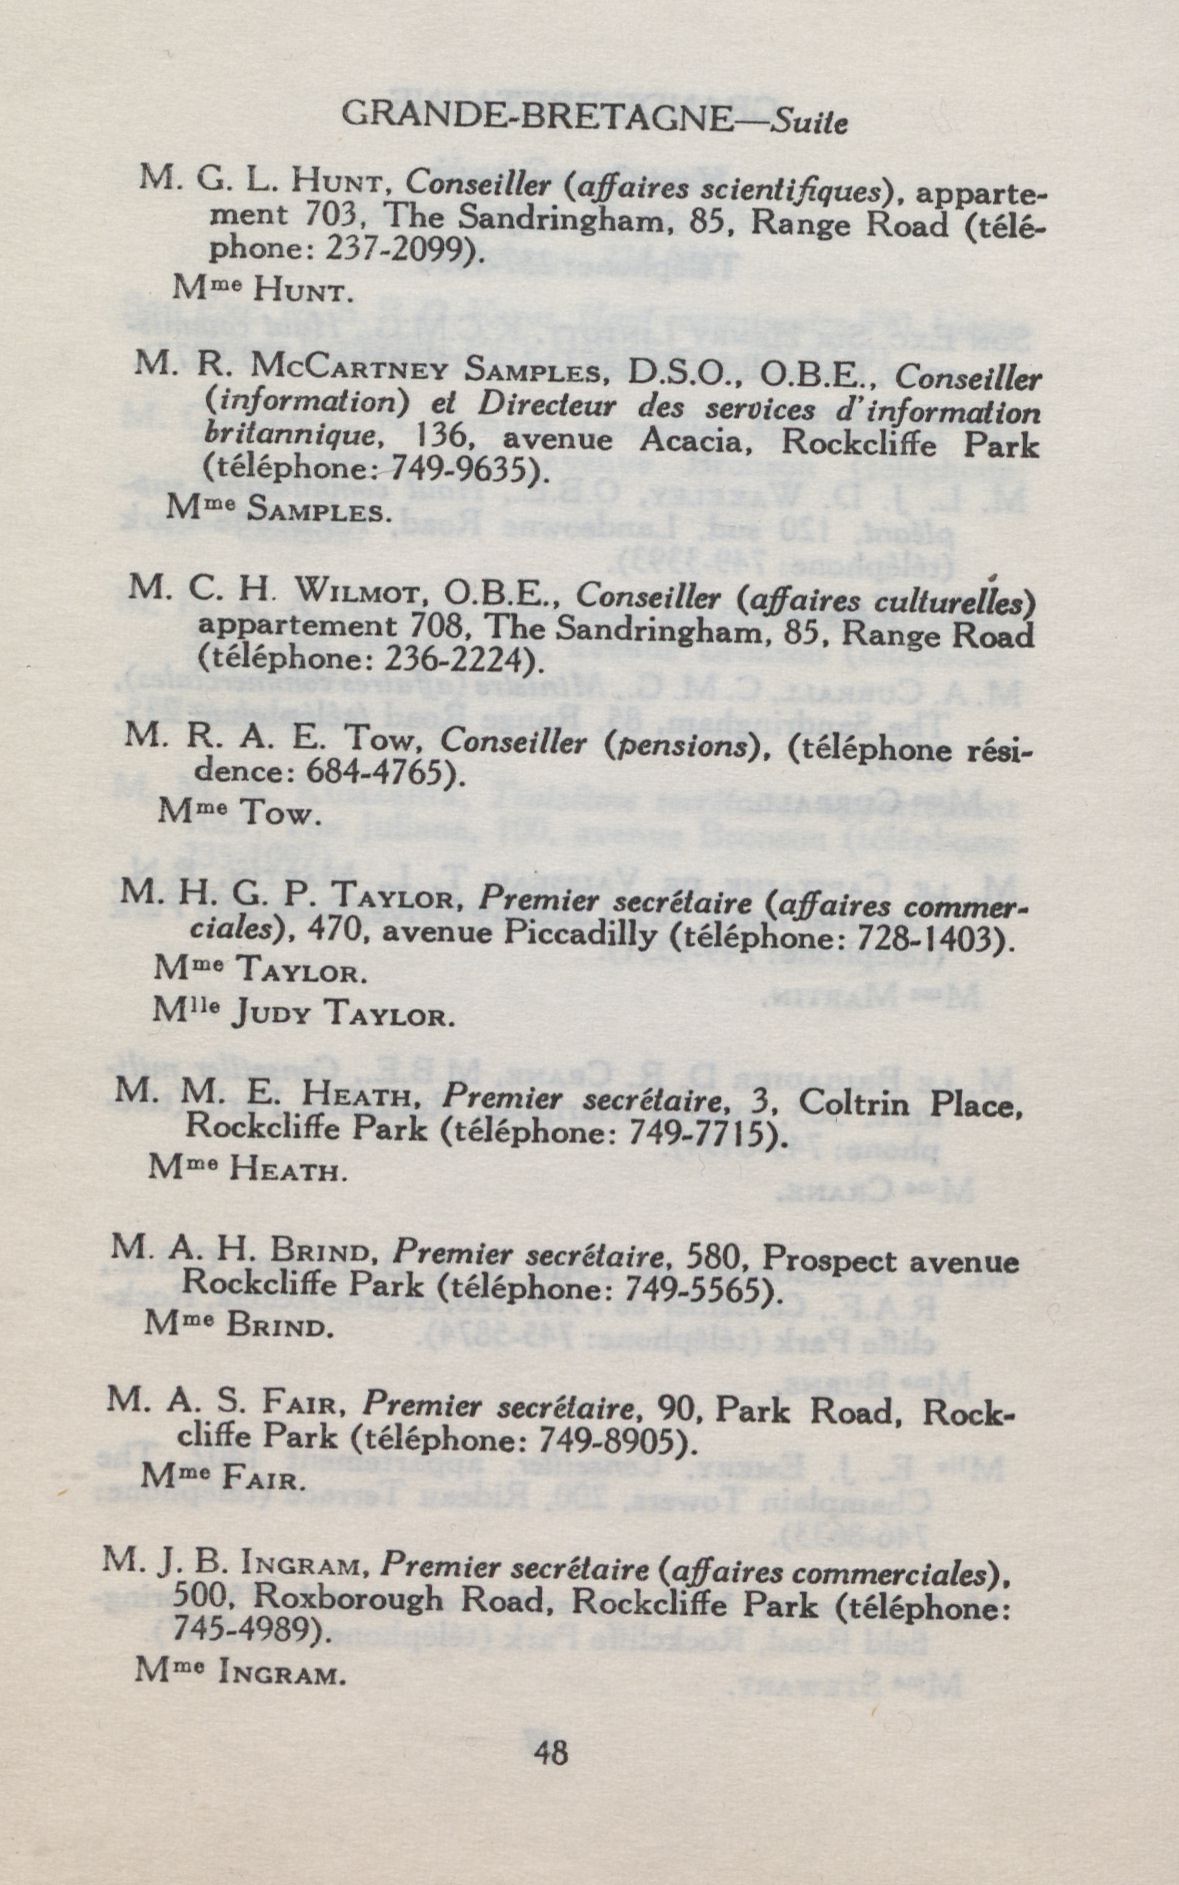 GRANDE-BRETAGNE—Suite
M. G. L. HUNT, Conseiller (affaires scientifiques), apparte-
ment 703, The Sandringham, 85, Range Road (télé-
phone: 237-2099).
Mme HUNT.
M. R. MCCARTNEY SAMPLES, D.S.O., O.B.E., Conseiller
(information) et Directeur des services d'information
britannique, 136, avenue Acacia, Rockcliffe Park
(téléphone: 749-9635).
Mme SAMPLES.
M. C. H. WILMOT, O.B.E., Conseiller (affaires culturelles)
appartement 708, The Sandringham, 85, Range Road
(téléphone: 236-2224).
M. R. A. E. TOW, Conseiller (pensions), (téléphone rési-
dence: 684-4765).
Mme TOW.
M. H. G. P. TAYLOR, Premier secrétaire (affaires commer-
ciales), 470, avenue Piccadilly (téléphone: 728-1403).
Mme TAYLOR.
Mlle JUDY TAYLOR.
M. M. E. HEATH, Premier secrétaire, 3, Coltrin Place,
Rockcliffe Park (téléphone: 749-7715).
Mme HEATH.
M. A. H. BRIND, Premier secrétaire, 580, Prospect avenue
Rockcliffe Park (téléphone: 749-5565).
Mme BRIND.
M. A. S. FAIR, Premier secrétaire, 90, Park Road, Rock-
cliffe Park (téléphone: 749-8905).
Mme FAIR.
M. J. B. INGRAM, Premier secrétaire (affaires commerciales),
500, Roxborough Road, Rockcliffe Park (téléphone:
745-4989).
Mme INGRAM.
48